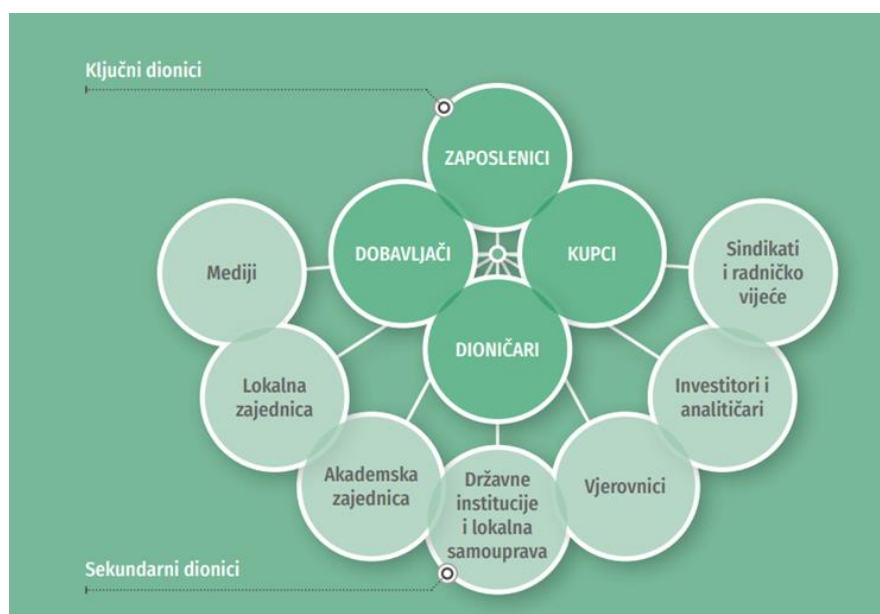 Ključni dionici
ZAPOSLENICI
DOBAVLJAČI
KUPCI
DIONIČARI
Mediji
Lokalna
zajednica
Akademska
zajednica
Državne
institucije
i lokalna
samouprava
Vjerovnici
Investitori i
analitičari
Sindikati
i radničko
vijeće
Sekundarni dionici